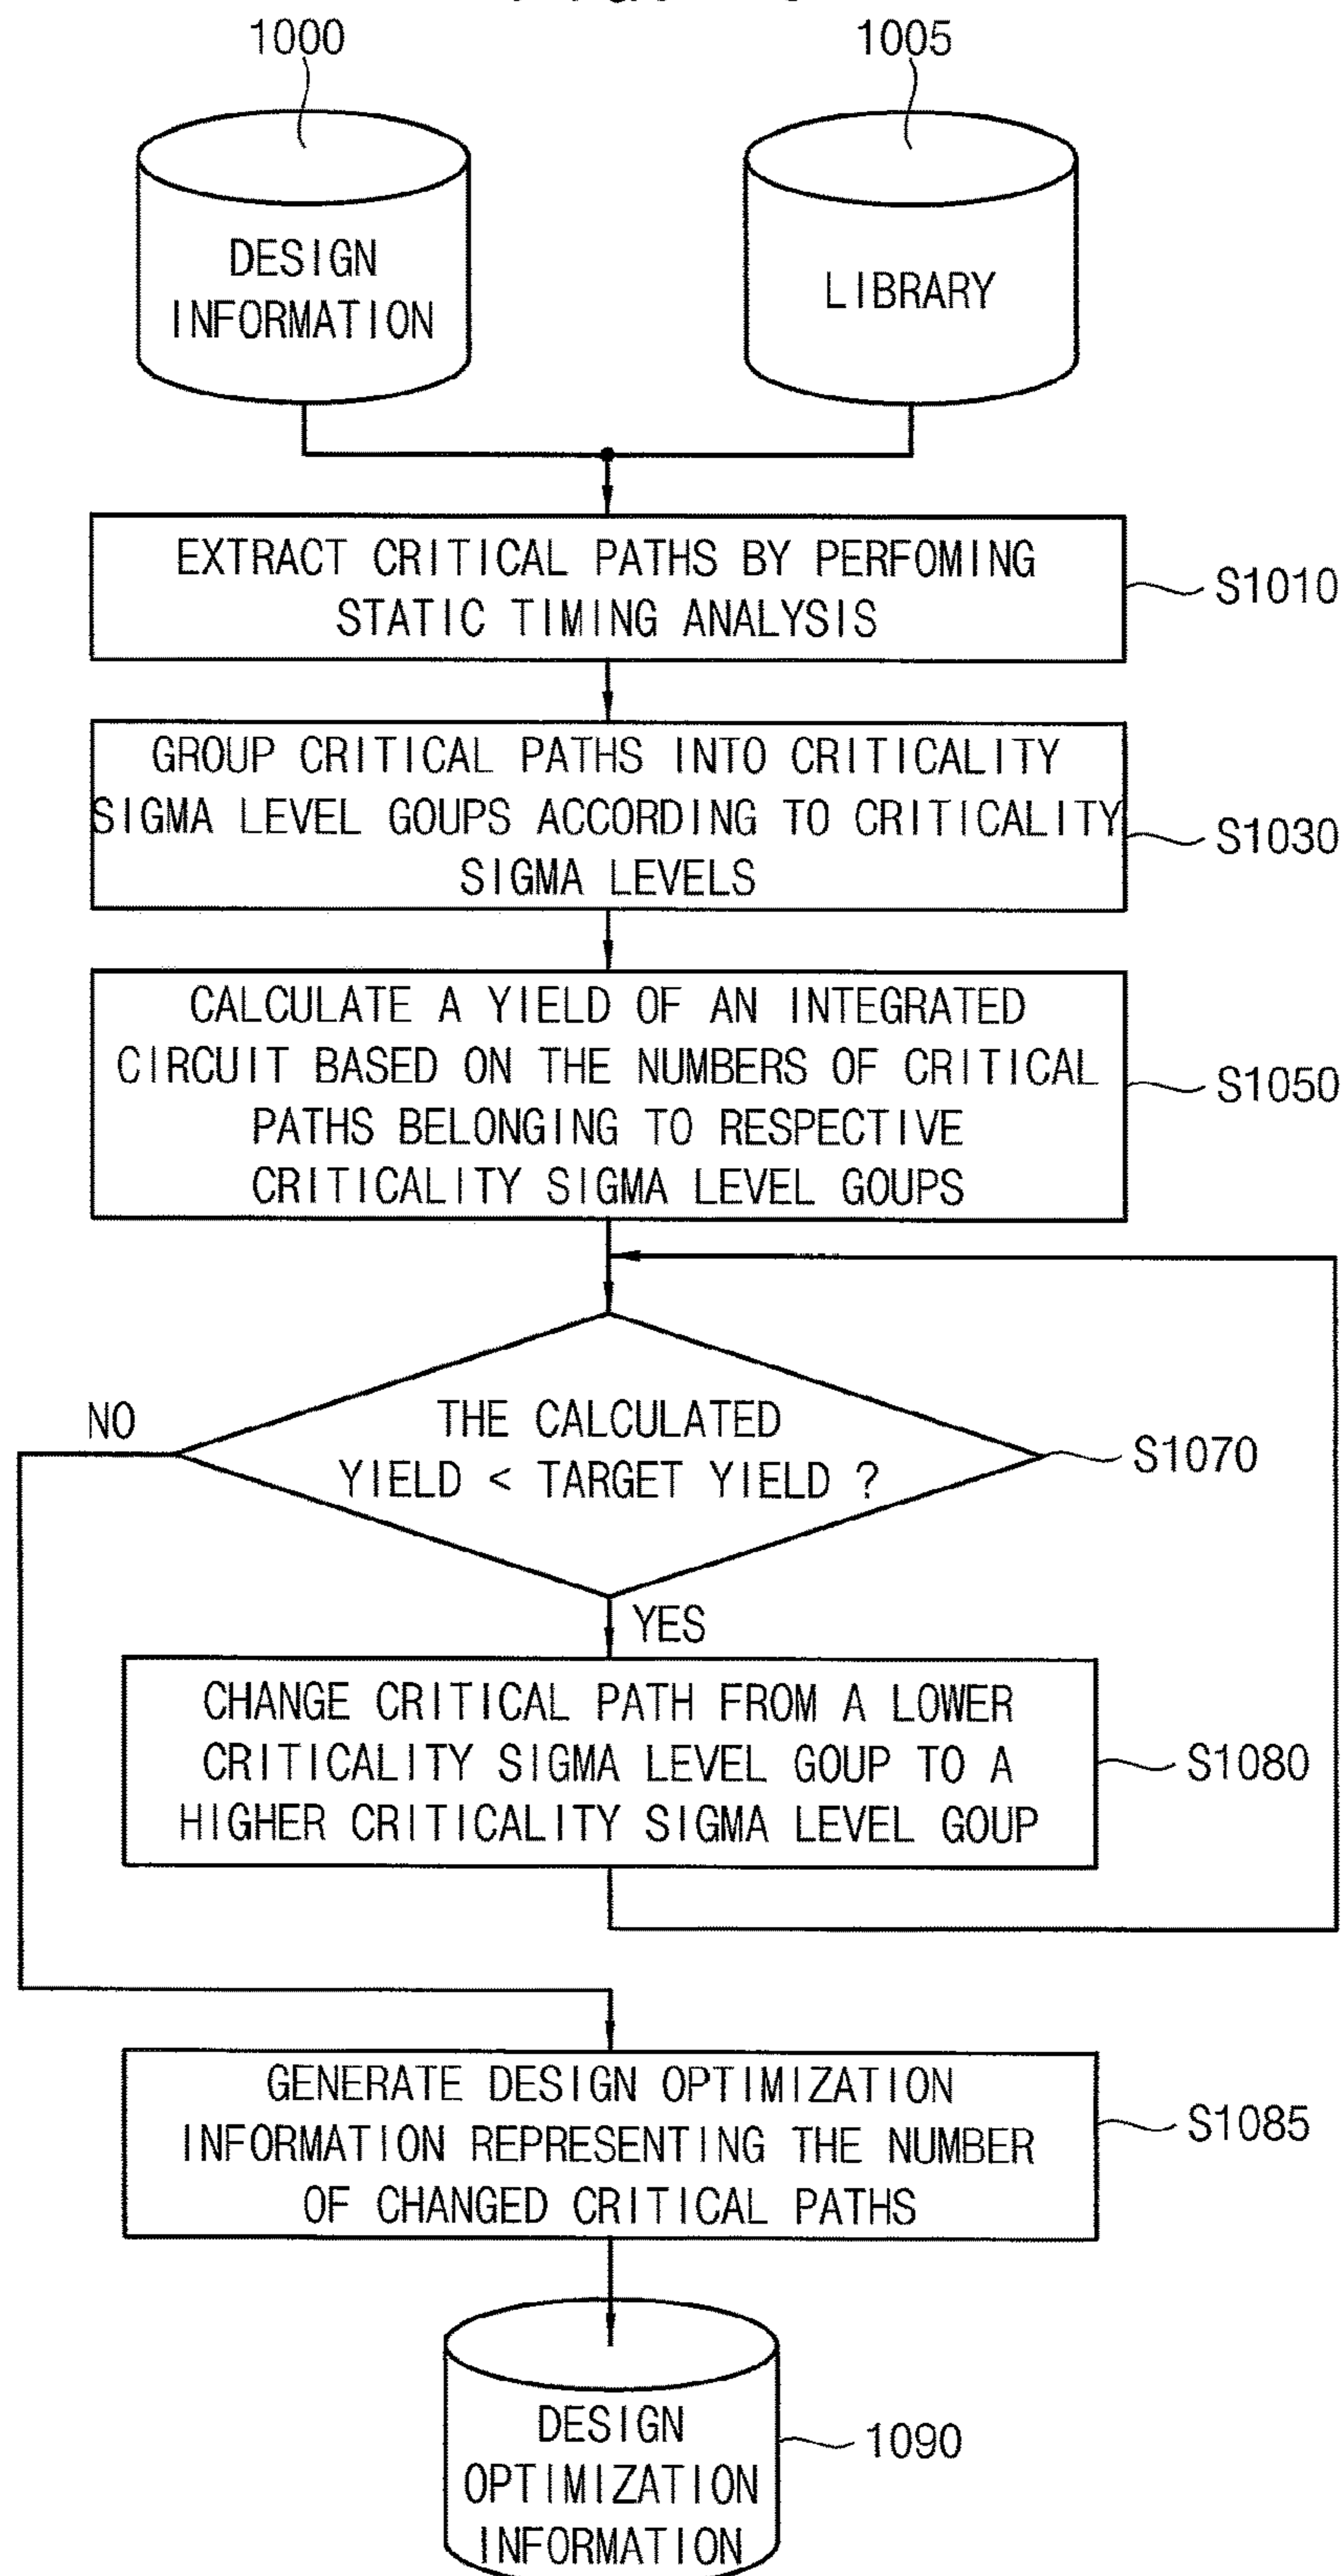 1000
1005
DESIGN
INFORMATION
LIBRARY
EXTRACT CRITICAL PATHS BY PERFOMING
STATIC TIMING ANALYSIS
S1010
GROUP CRITICAL PATHS INTO CRITICALITY
SIGMA LEVEL GOUPS ACCORDING TO CRITICALITY
SIGMA LEVELS
S1030
CALCULATE A YIELD OF AN INTEGRATED
CIRCUIT BASED ON THE NUMBERS OF CRITICAL
PATHS BELONGING TO RESPECTIVE
CRITICALITY SIGMA LEVEL GOUPS
S1050
NO
THE CALCULATED
YIELD < TARGET YIELD ?
S1070
YES
CHANGE CRITICAL PATH FROM A LOWER
CRITICALITY SIGMA LEVEL GOUP TO A
HIGHER CRITICALITY SIGMA LEVEL GOUP
S1080
GENERATE DESIGN OPTIMIZATION
INFORMATION REPRESENTING THE NUMBER
OF CHANGED CRITICAL PATHS
S1085
DESIGN
OPTIMIZATION
INFORMATION
1090